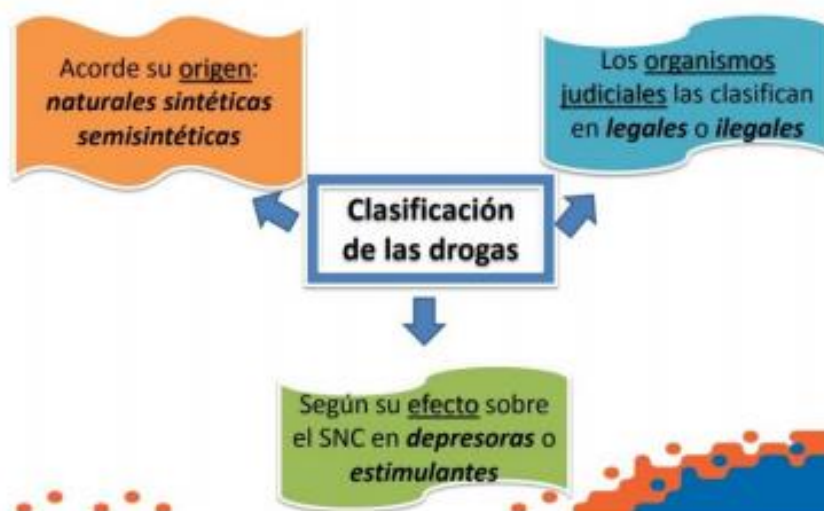 Acorde su origen:
naturales sintéticas
semisintéticas
Los organismos
judiciales las clasifican
en legales o ilegales
Clasificación
de las drogas
Según su efecto sobre
el SNC en depresoras o
estimulantes